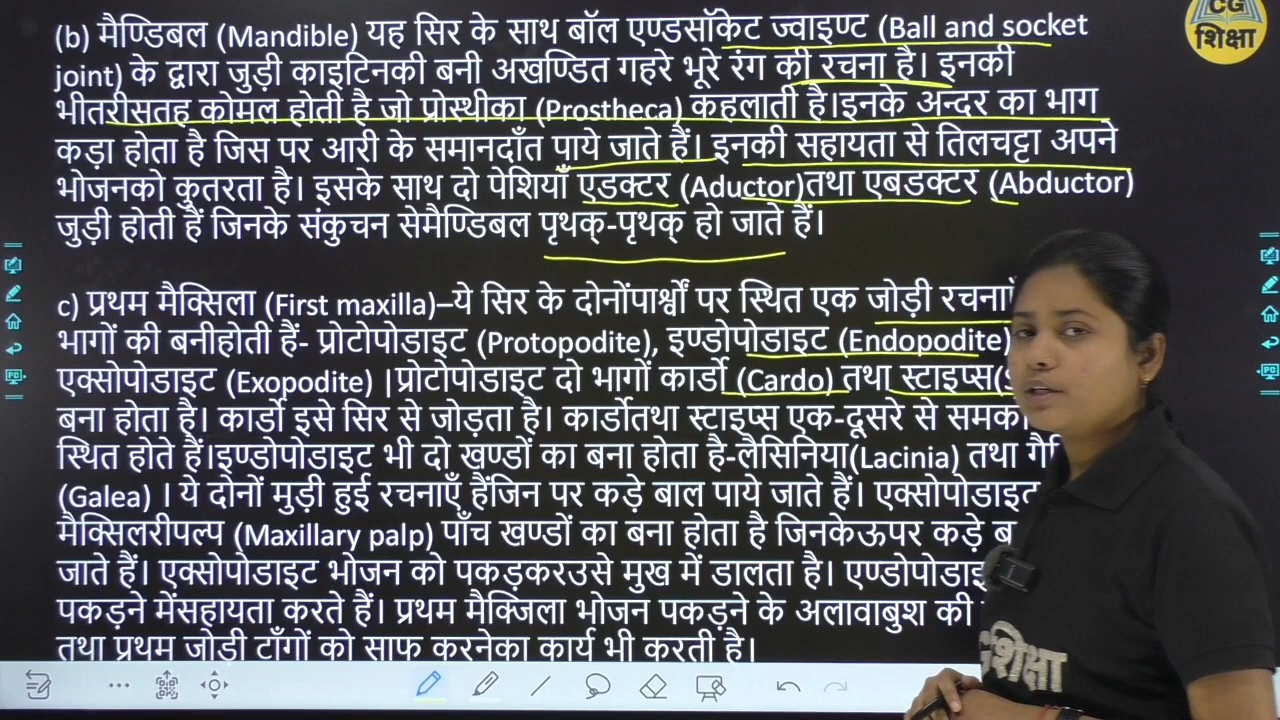 (b) मैण्डिबल (Mandible) यह सिर के साथ बॉल एण्डसॉकेट ज्वाइण्ट (Ball and socket
joint) के द्वारा जुड़ी काइटिनकी बनी अखण्डित गहरे भूरे रंग की रचना है। इनकी
भीतरीसतह कोमल होती है जो प्रोस्थीका (Prostheca) कहलाती है।इनके अन्दर का भाग
कड़ा होता है जिस पर आरी के समानदाँत पाये जाते हैं। इनकी सहायता से तिलचट्टा अपने
भोजनको कुतरता है। इसके साथ दो पेशियाँ एडक्टर (Aductor)तथा एबडक्टर (Abductor)
जुड़ी होती हैं जिनके संकुचन सेमैण्डिबल पृथक्-पृथक् हो जाते हैं।
c) प्रथम मैक्सिला (First maxilla)–ये सिर के दोनोंपार्श्वों पर स्थित एक जोड़ी
भागों की बनीहोती हैं- प्रोटोपोडाइट (Protopodite), इण्डोपोडाइट (Endopodite)
एक्सोपोडाइट (Exopodite) |प्रोटोपोडाइट दो भागों कार्डो (Cardo) तथा स्टाइप्स
बना होता है। कार्डो इसे सिर से जोड़ता है। कार्डोतथा स्टाइप्स एक-दूसरे से
स्थित होते हैं।इण्डोपोडाइट भी दो खण्डों का बना होता है-लैसिनिया(Lacinia) तथा
(Galea) । ये दोनों मुड़ी हुई रचनाएँ हैंजिन पर कड़े बाल पाये जाते हैं। एक्सोपोडाइट
मैक्सिलरीपल्प (Maxillary palp) पाँच खण्डों का बना होता है जिनकेऊपर कड़े
जाते हैं। एक्सोपोडाइट भोजन को पकड़करउसे मुख में डालता है।
पकड़ने मेंसहायता करते हैं। प्रथम मैक्जिला भोजन पकड़ने के अलावाबुश की
तथा प्रथम जोड़ी टाँगों को साफ करनेका कार्य भी करती है।
CG
शिक्षा
शिक्षा